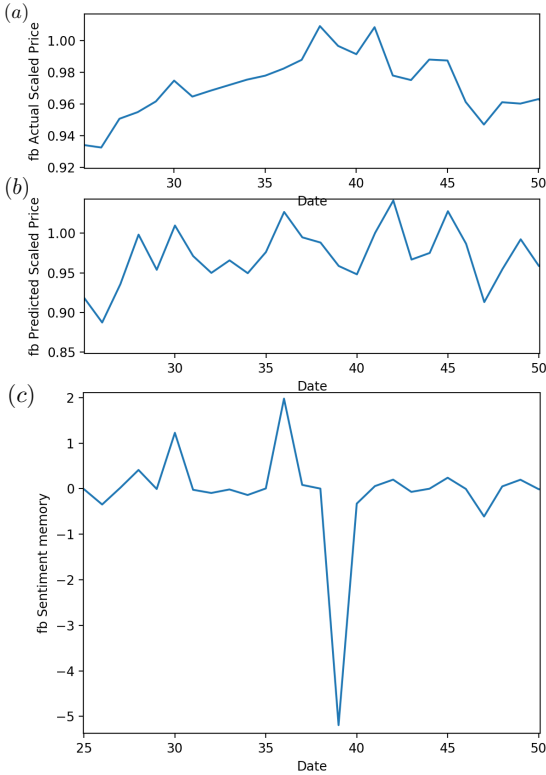 (a)
fb Actual Scaled Price
1.00
0.98
0.96
0.94
0.92
30 35 40 45 50
Date
(b)
fb Predicted Scaled Price
1.00
0.95
0.90
0.85
30 35 40 45 50
Date
(c)
fb Sentiment memory
2
1
0
−1
−2
−3
−4
−5
25 30 35 40 45 50
Date